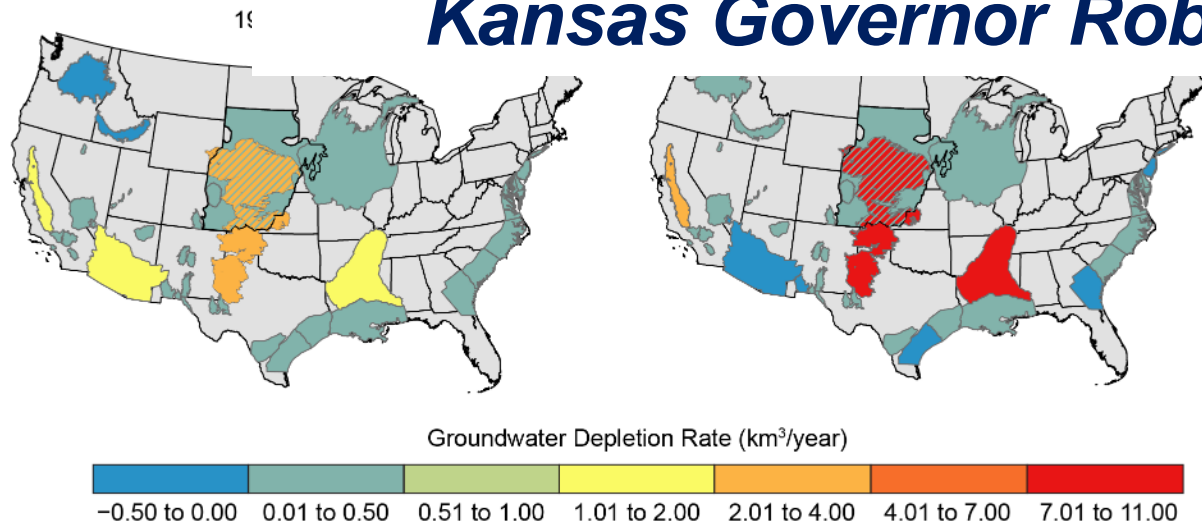 Kansas Governor Rob
Groundwater Depletion Rate (km³/year)
−0.50 to 0.00 0.01 to 0.50 0.51 to 1.00 1.01 to 2.00 2.01 to 4.00 4.01 to 7.00 7.01 to 11.00